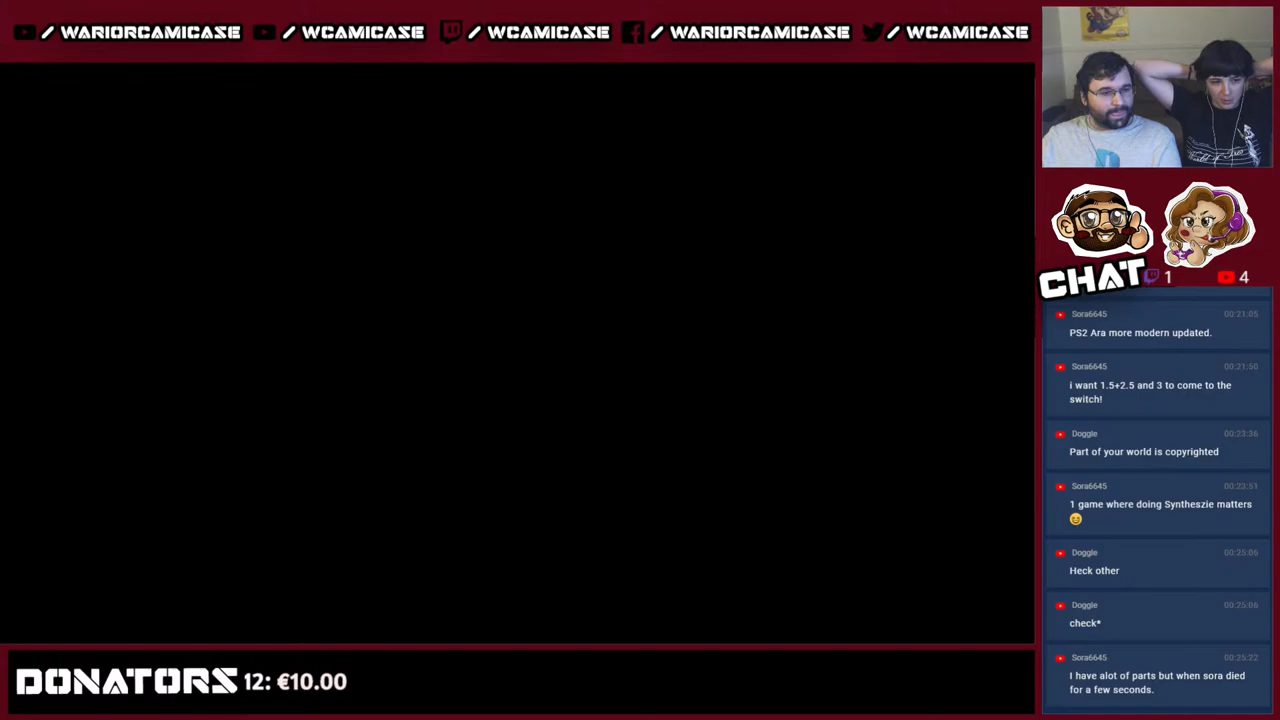 / WARIORCAMICASE / WCAMICASE / WCAMICASE / WARIORCAMICASE / WCAMICASE
CHAT 1 4
Sora6645 00:21:05
PS2 Ara more modern updated.
Sora6645 00:21:50
i want 1.5+2.5 and 3 to come to the
switch!
Doggle 00:23:36
Part of your world is copyrighted
Sora6645 00:23:51
1 game where doing Syntheszie matters
Doggle 00:25:06
Heck other
Doggle 00:25:06
check*
Sora6645 00:25:22
I have alot of parts but when sora died
for a few seconds.
DONATORS 12: €10.00